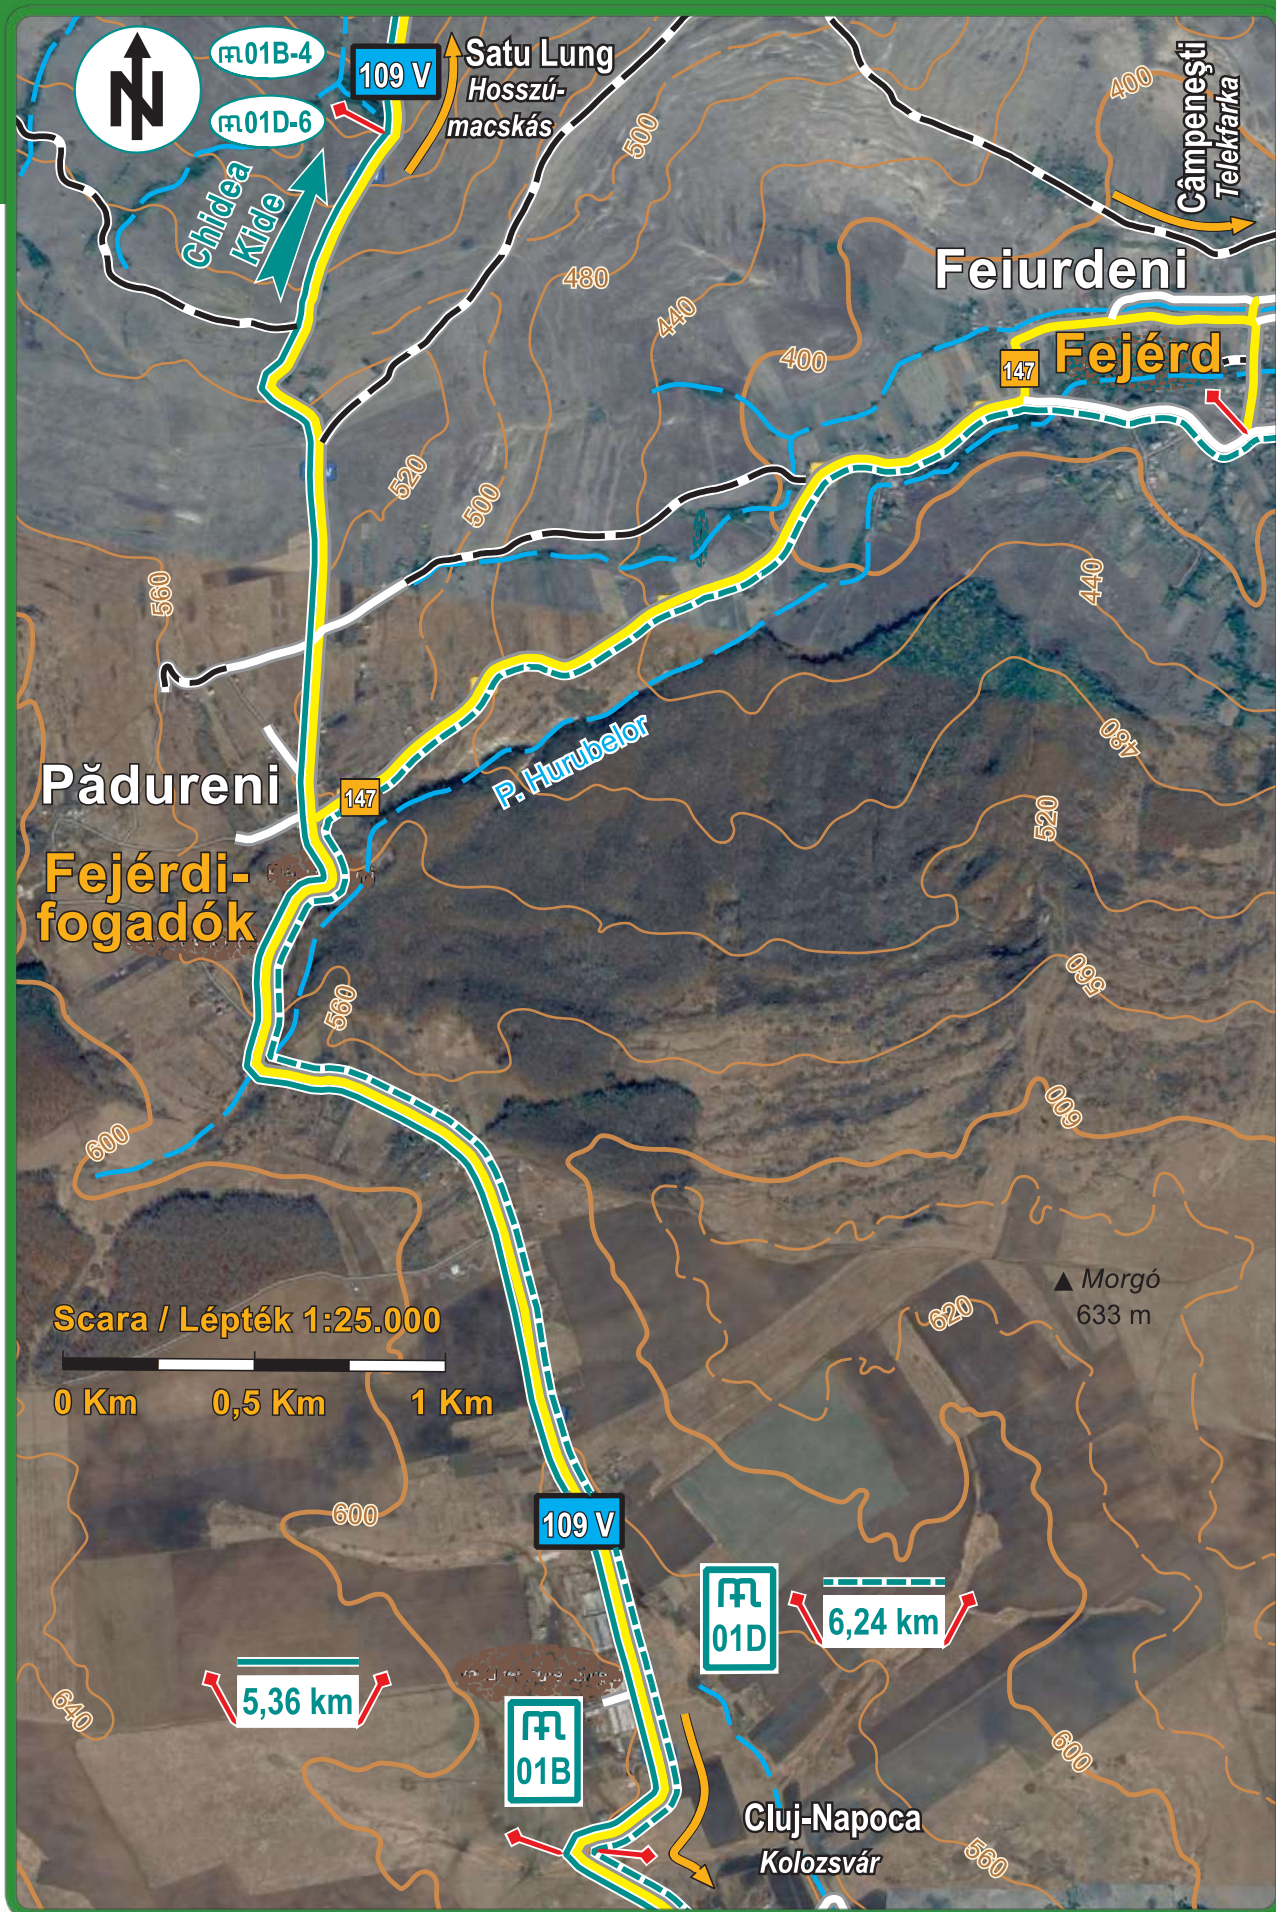 N
01B-4
01D-6
109 V
Satu Lung
Hosszú-
macskás
Chidea
Kide
500
400
Câmpeneşti
Telekfarka
Feiurdeni
Fejérd
147
480
440
400
520
500
560
440
480
P. Hurubelor
Pădureni
147
Fejérdi-
fogadók
520
560
560
600
600
Morgó
633 m
620
Scara / Lépték 1:25.000
0 Km
0,5 Km
1 Km
600
109 V
01D
6,24 km
5,36 km
01B
640
600
Cluj-Napoca
Kolozsvár
560